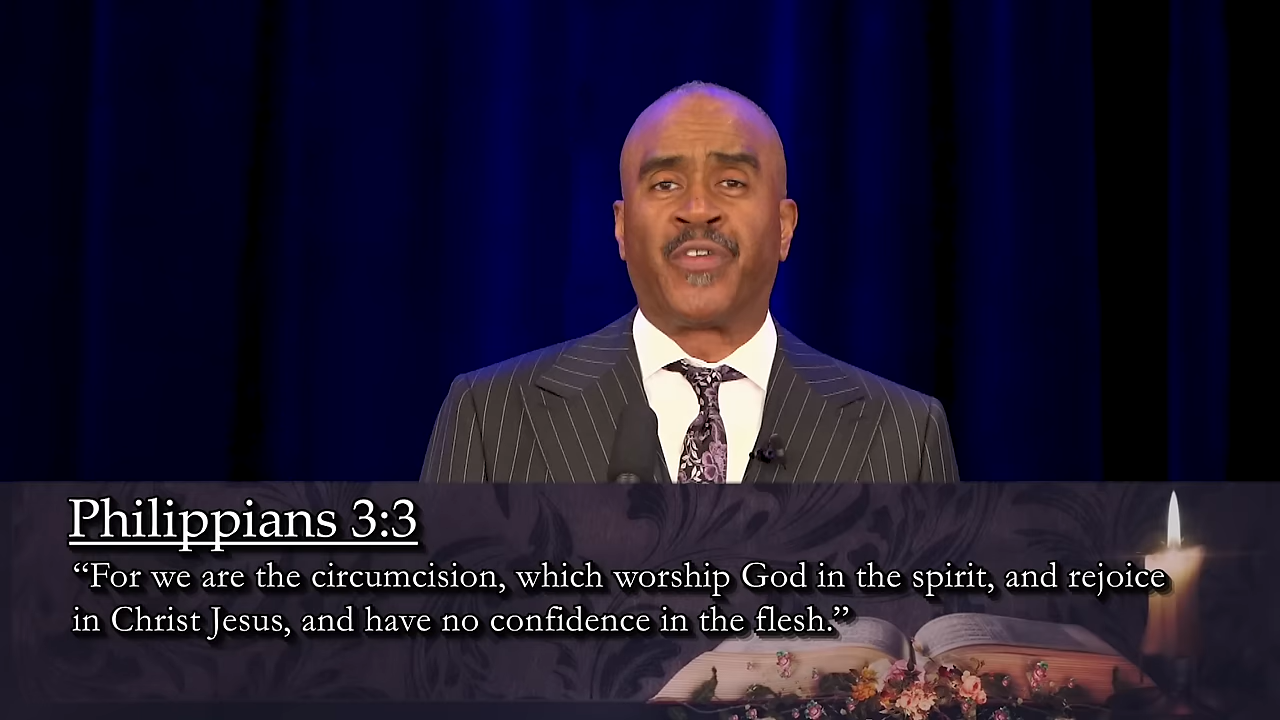 Philippians 3:3
“For we are the circumcision, which worship God in the spirit, and rejoice
in Christ Jesus, and have no confidence in the flesh.”